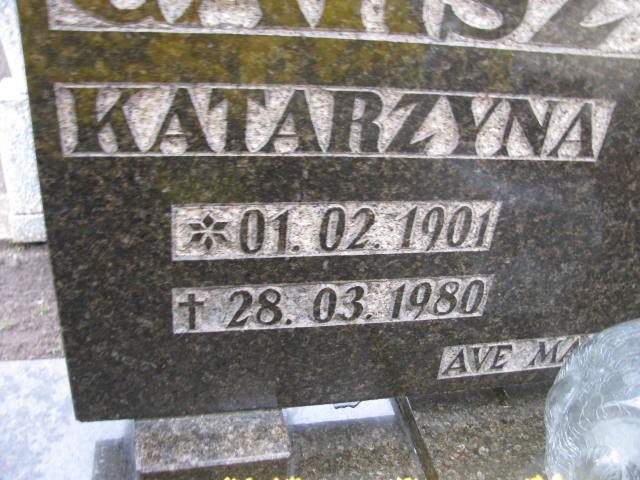 KATARZYNA
* 01. 02. 1901
† 28. 03. 1980
AVE